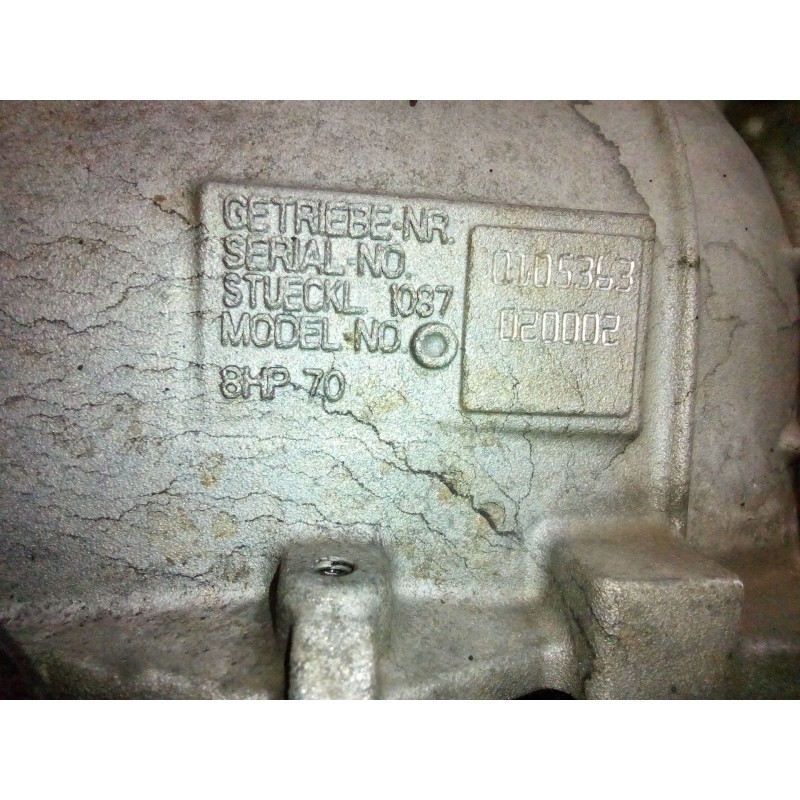 GETRIEBE-NR.
SERIAL-NO. 0105353
STUECKL 1087 020002
MODEL NO
8HP-70